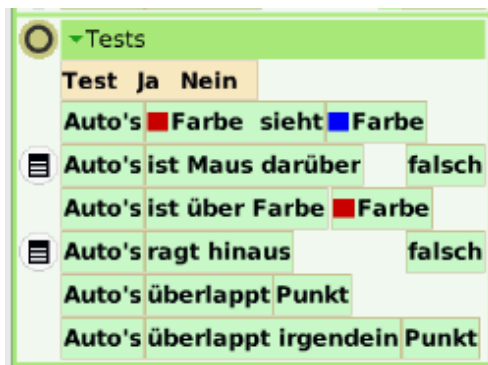 Tests
Test Ja Nein
Auto's Farbe sieht Farbe
Auto's ist Maus darüber falsch
Auto's ist über Farbe Farbe
Auto's ragt hinaus falsch
Auto's überlappt Punkt
Auto's überlappt irgendein Punkt